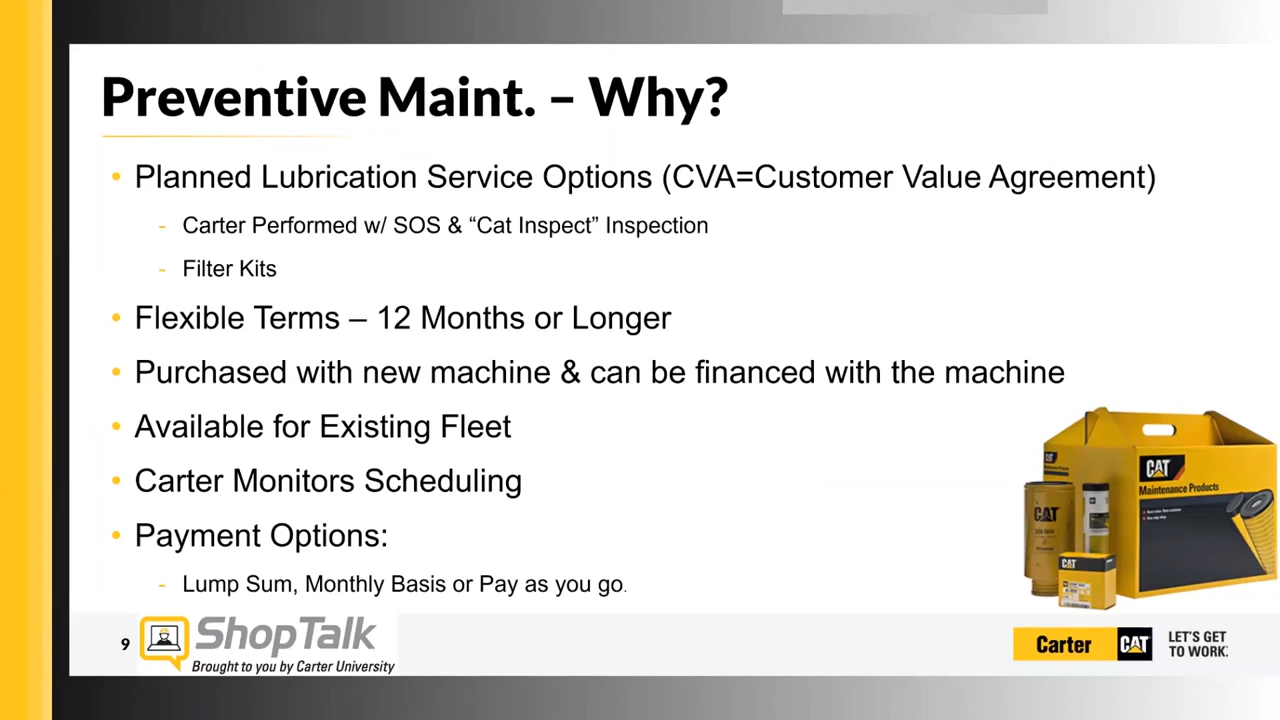 Preventive Maint. – Why?
• Planned Lubrication Service Options (CVA=Customer Value Agreement)
- Carter Performed w/ SOS & “Cat Inspect” Inspection
- Filter Kits
• Flexible Terms – 12 Months or Longer
• Purchased with new machine & can be financed with the machine
• Available for Existing Fleet
• Carter Monitors Scheduling
• Payment Options:
- Lump Sum, Monthly Basis or Pay as you go.
CAT
Maintenance Products
CAT
CAT
CAT
9
ShopTalk
Brought to you by Carter University
Carter CAT
LET'S GET
TO WORK.